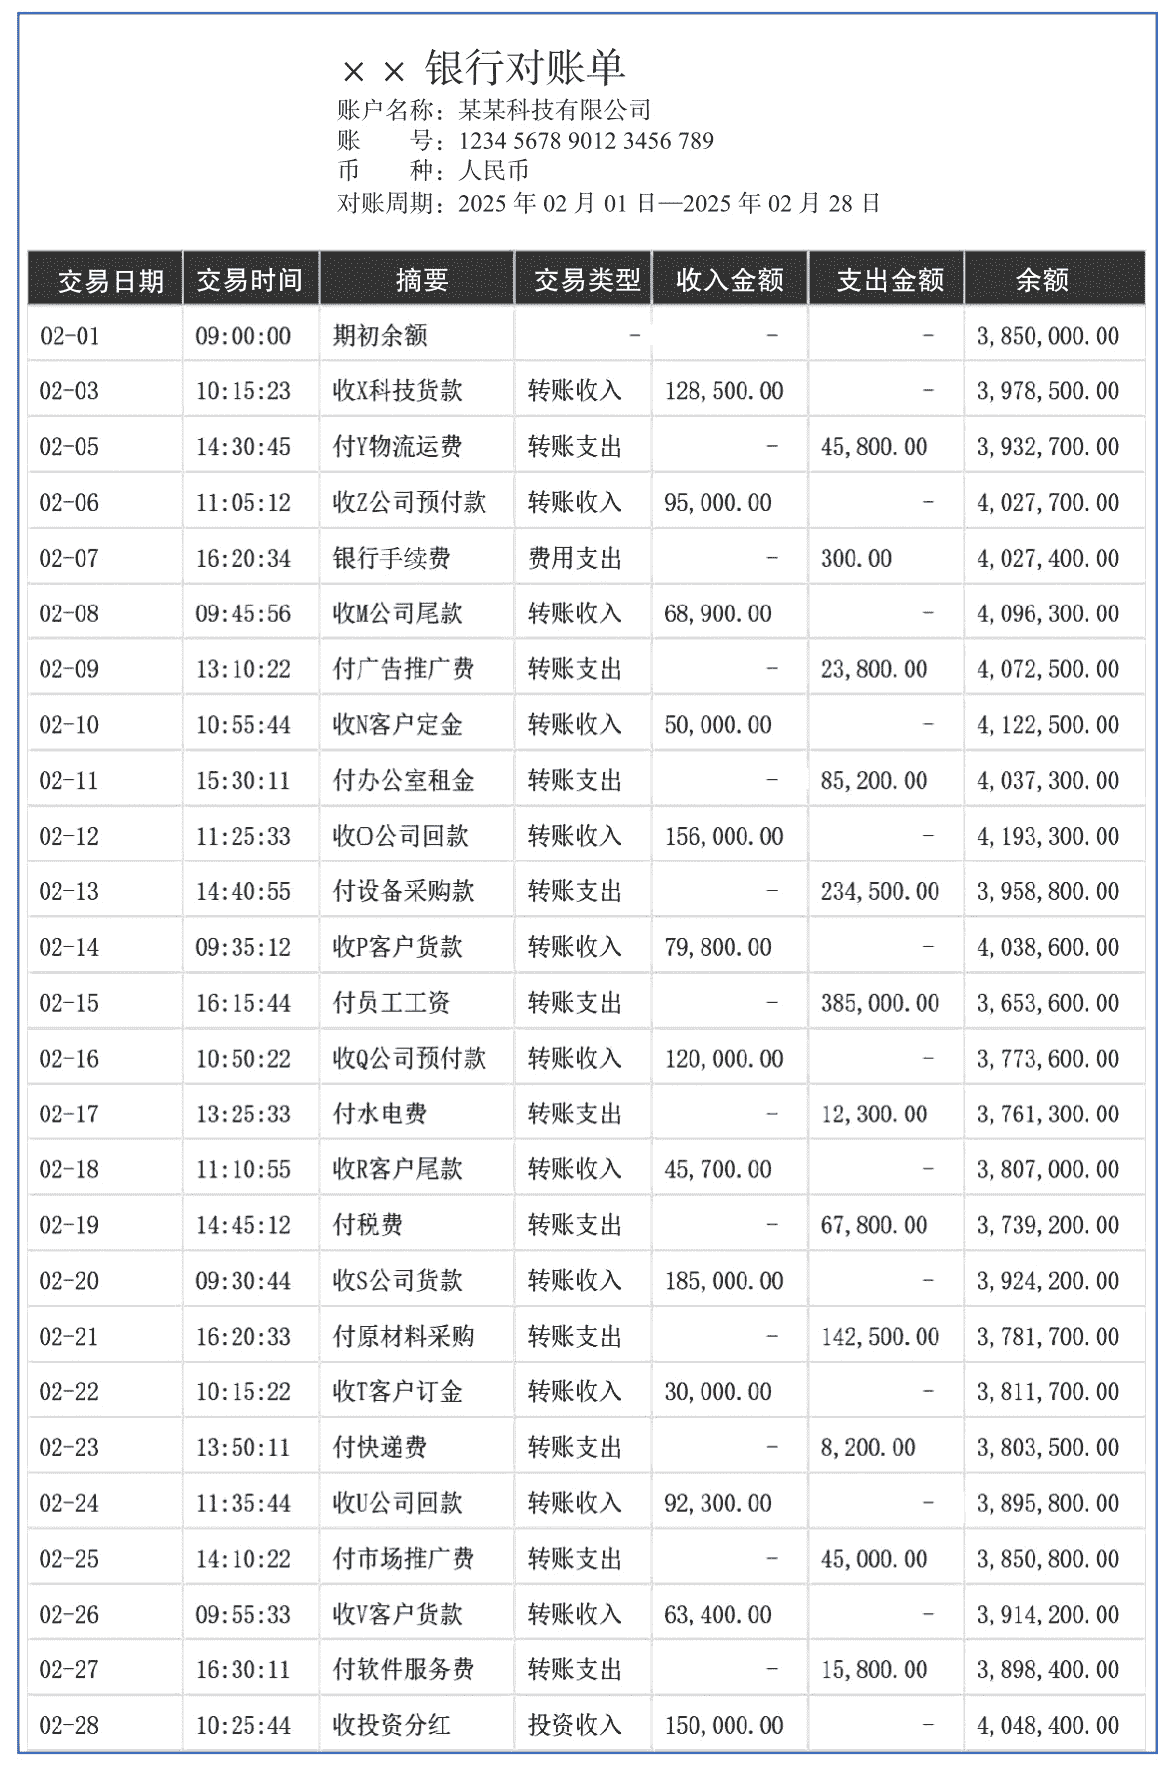 ×× 银行对账单
账户名称：某某科技有限公司
账　　号：1234 5678 9012 3456 789
币　　种：人民币
对账周期：2025 年 02 月 01 日—2025 年 02 月 28 日
交易日期 交易时间 摘要 交易类型 收入金额 支出金额 余额
02-01 09:00:00 期初余额 - - - 3,850,000.00
02-03 10:15:23 收X科技货款 转账收入 128,500.00 - 3,978,500.00
02-05 14:30:45 付Y物流运费 转账支出 - 45,800.00 3,932,700.00
02-06 11:05:12 收Z公司预付款 转账收入 95,000.00 - 4,027,700.00
02-07 16:20:34 银行手续费 费用支出 - 300.00 4,027,400.00
02-08 09:45:56 收M公司尾款 转账收入 68,900.00 - 4,096,300.00
02-09 13:10:22 付广告推广费 转账支出 - 23,800.00 4,072,500.00
02-10 10:55:44 收N客户定金 转账收入 50,000.00 - 4,122,500.00
02-11 15:30:11 付办公室租金 转账支出 - 85,200.00 4,037,300.00
02-12 11:25:33 收O公司回款 转账收入 156,000.00 - 4,193,300.00
02-13 14:40:55 付设备采购款 转账支出 - 234,500.00 3,958,800.00
02-14 09:35:12 收P客户货款 转账收入 79,800.00 - 4,038,600.00
02-15 16:15:44 付员工工资 转账支出 - 385,000.00 3,653,600.00
02-16 10:50:22 收Q公司预付款 转账收入 120,000.00 - 3,773,600.00
02-17 13:25:33 付水电费 转账支出 - 12,300.00 3,761,300.00
02-18 11:10:55 收R客户尾款 转账收入 45,700.00 - 3,807,000.00
02-19 14:45:12 付税费 转账支出 - 67,800.00 3,739,200.00
02-20 09:30:44 收S公司货款 转账收入 185,000.00 - 3,924,200.00
02-21 16:20:33 付原材料采购 转账支出 - 142,500.00 3,781,700.00
02-22 10:15:22 收T客户订金 转账收入 30,000.00 - 3,811,700.00
02-23 13:50:11 付快递费 转账支出 - 8,200.00 3,803,500.00
02-24 11:35:44 收U公司回款 转账收入 92,300.00 - 3,895,800.00
02-25 14:10:22 付市场推广费 转账支出 - 45,000.00 3,850,800.00
02-26 09:55:33 收V客户货款 转账收入 63,400.00 - 3,914,200.00
02-27 16:30:11 付软件服务费 转账支出 - 15,800.00 3,898,400.00
02-28 10:25:44 收投资分红 投资收入 150,000.00 - 4,048,400.00